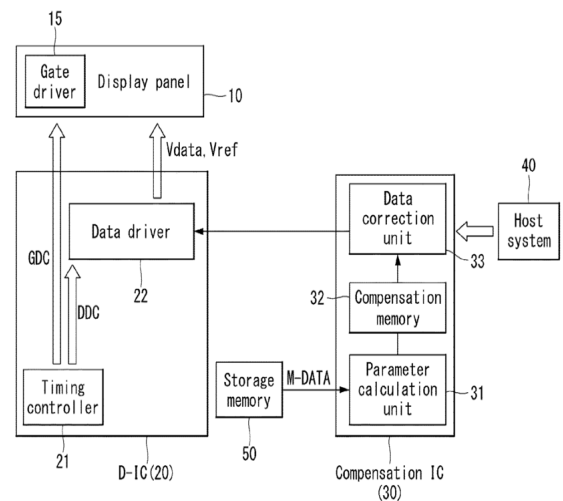 15
Gate
driver
Display panel
10
Vdata, Vref
40
Data
correction
unit
Host
system
33
Data driver
22
GDC
DDC
32
Compensation
memory
Timing
controller
21
Storage
memory
50
M-DATA
Parameter
calculation
unit
31
D-IC(20)
Compensation IC
(30)